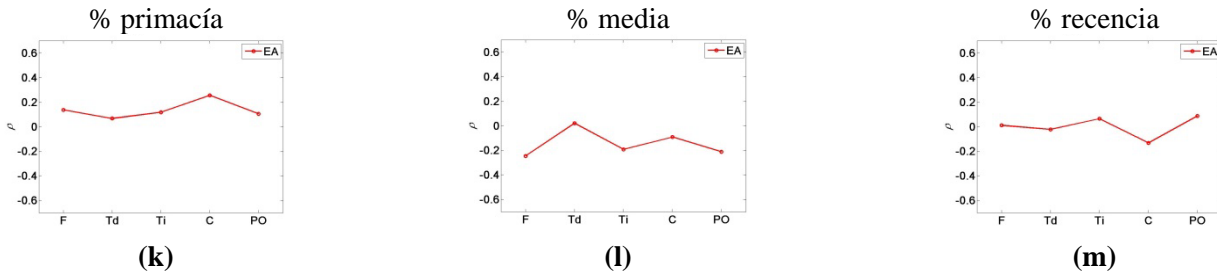 % primacía
EA
0.6
0.4
0.2
0
-0.2
-0.4
-0.6
ρ
F Td Ti C PO
(k)
% media
EA
0.6
0.4
0.2
0
-0.2
-0.4
-0.6
ρ
F Td Ti C PO
(l)
% recencia
EA
0.6
0.4
0.2
0
-0.2
-0.4
-0.6
ρ
F Td Ti C PO
(m)